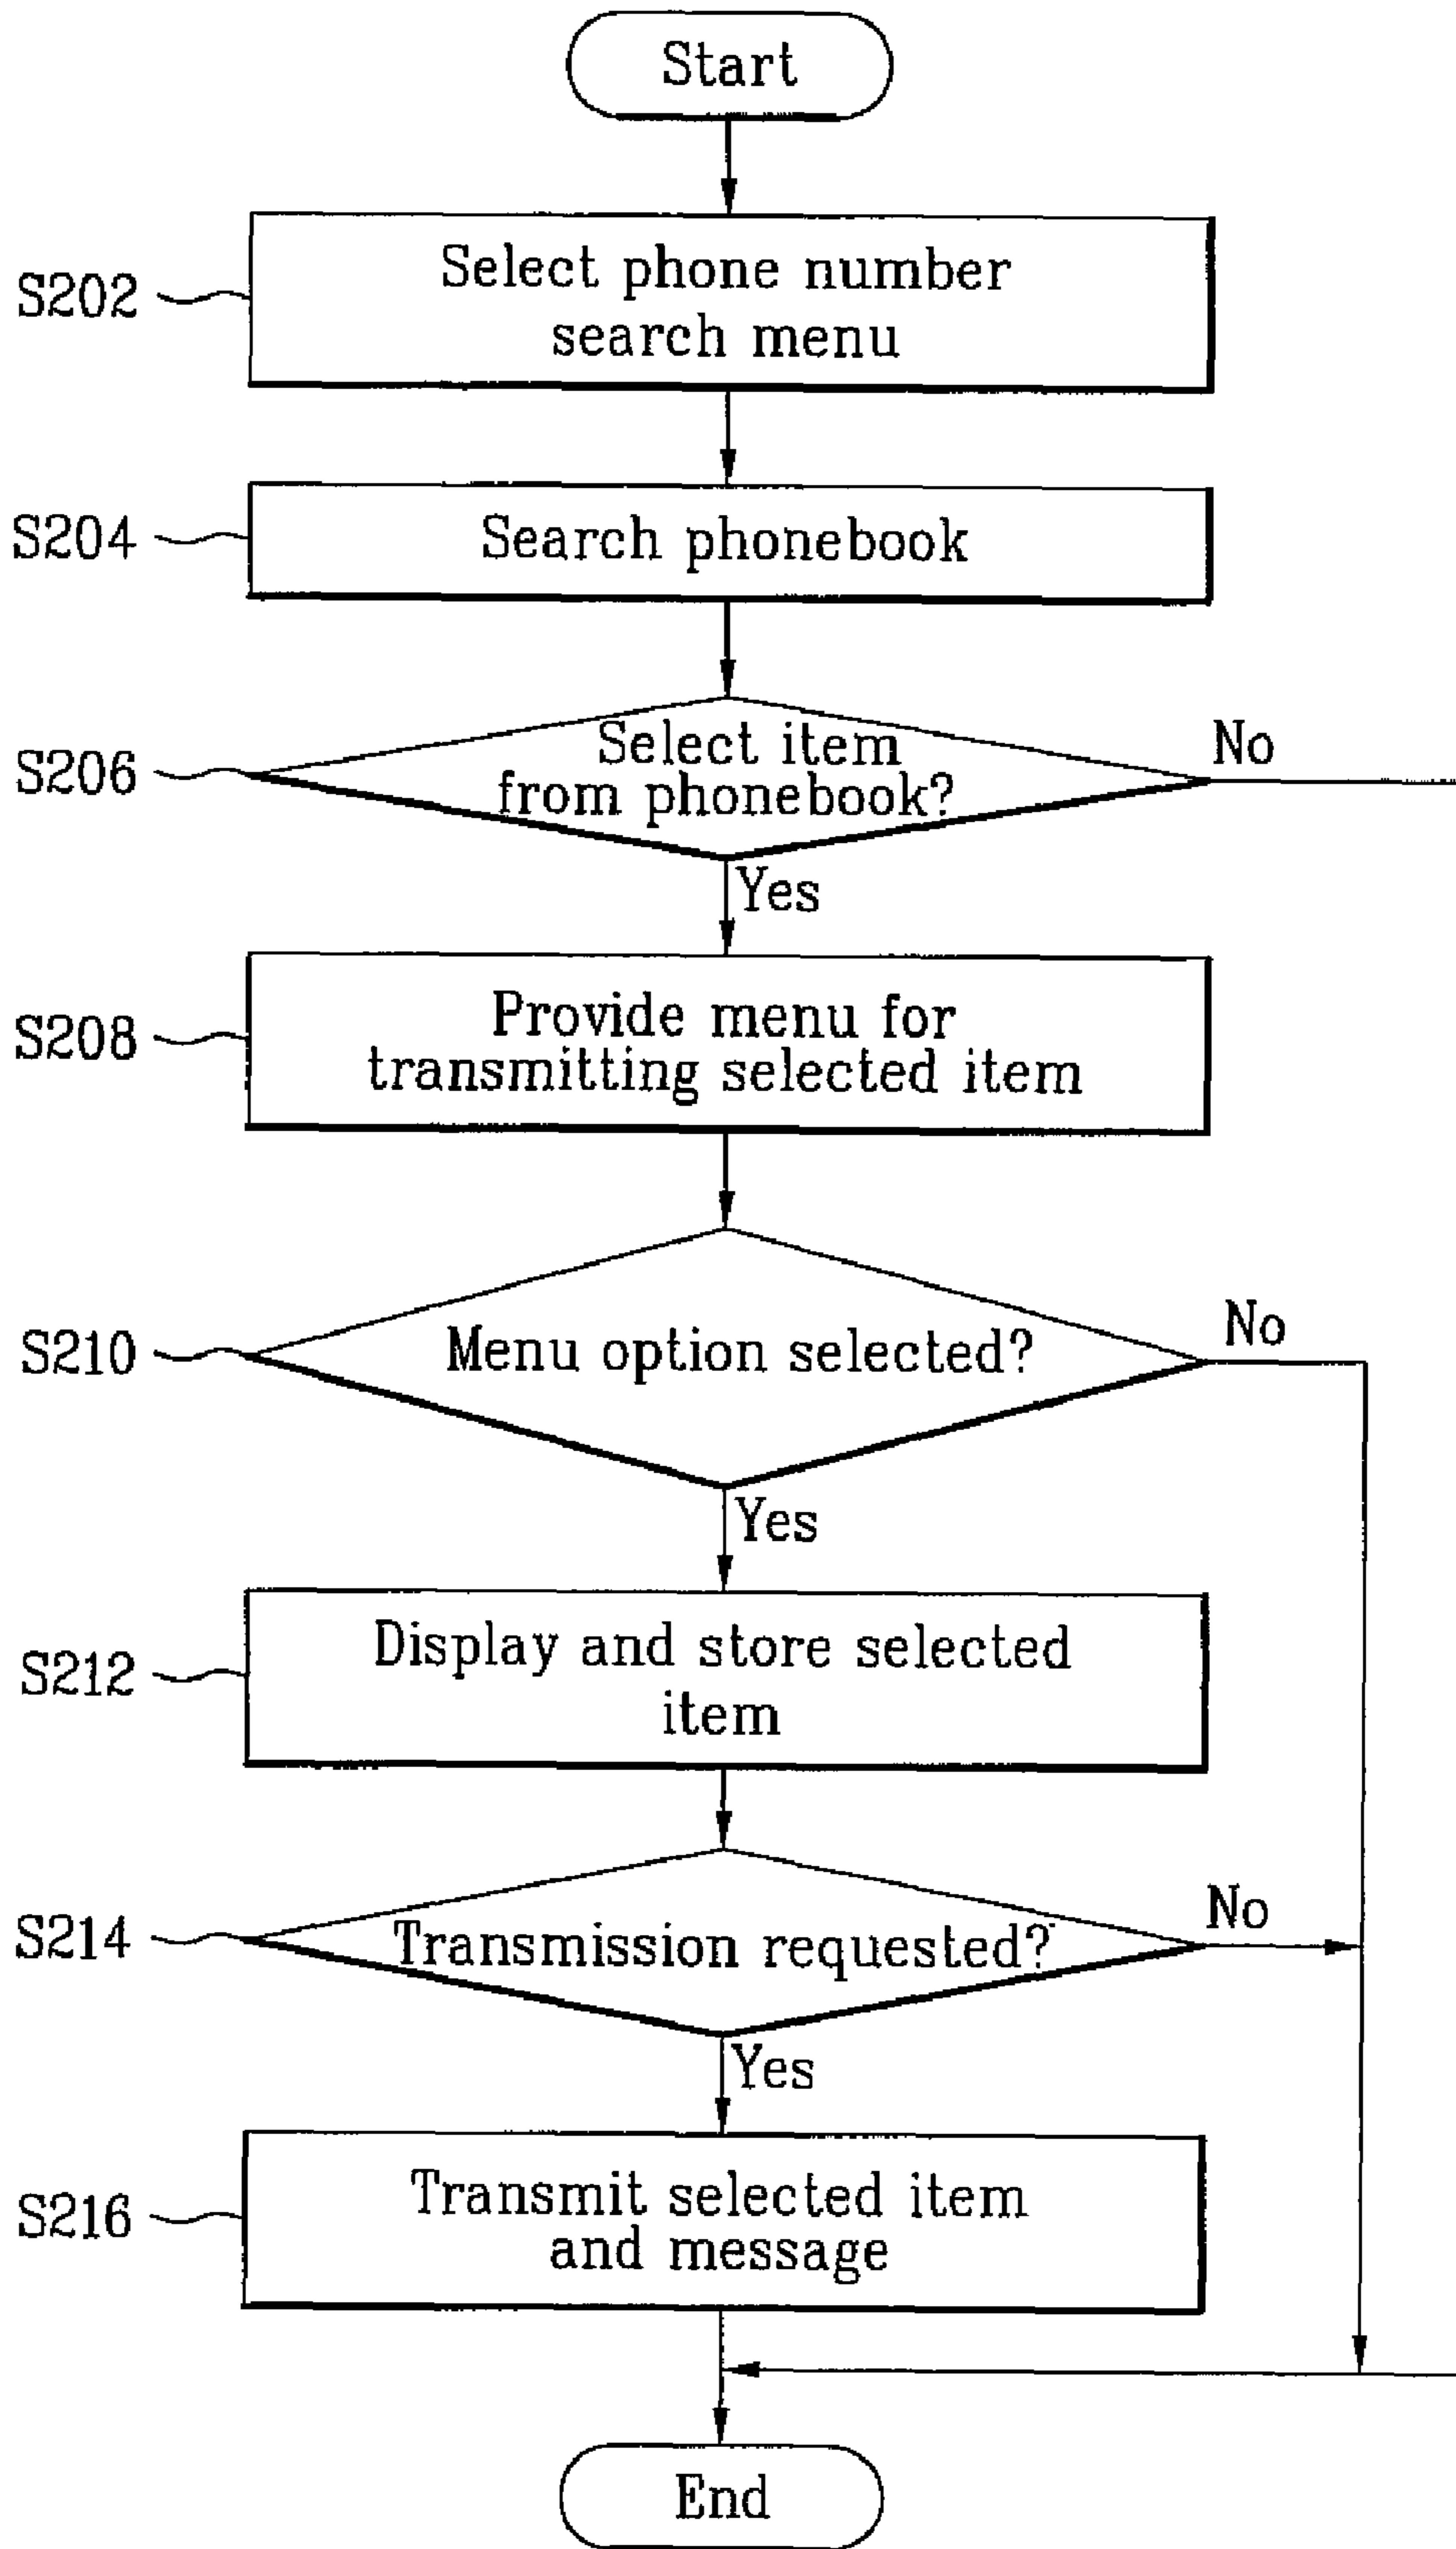 Start
S202
Select phone number
search menu
S204
Search phonebook
S206
Select item
from phonebook?
No
Yes
S208
Provide menu for
transmitting selected item
S210
Menu option selected?
No
Yes
S212
Display and store selected
item
S214
Transmission requested?
No
Yes
S216
Transmit selected item
and message
End